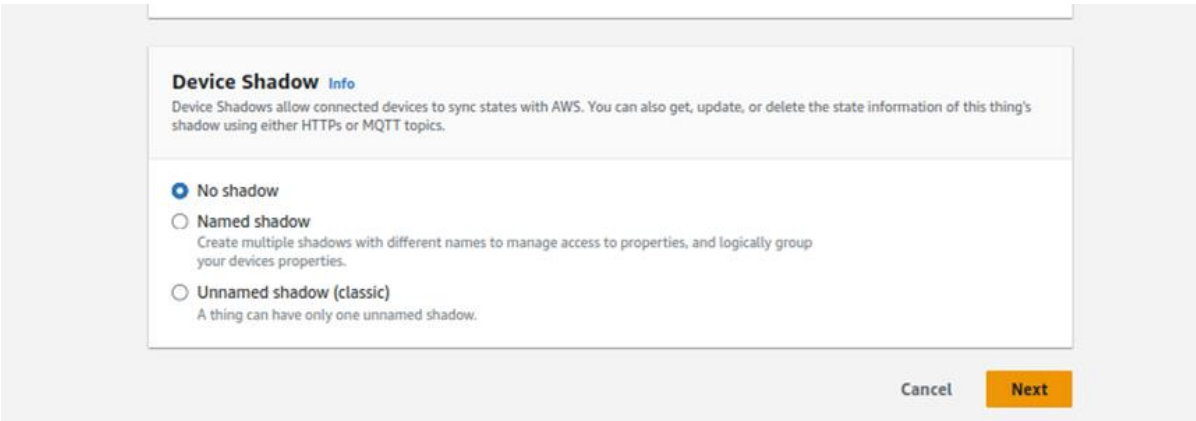 Device Shadow Info
Device Shadows allow connected devices to sync states with AWS. You can also get, update, or delete the state information of this thing's
shadow using either HTTPs or MQTT topics.
No shadow
Named shadow
Create multiple shadows with different names to manage access to properties, and logically group
your devices properties.
Unnamed shadow (classic)
A thing can have only one unnamed shadow.
Cancel Next